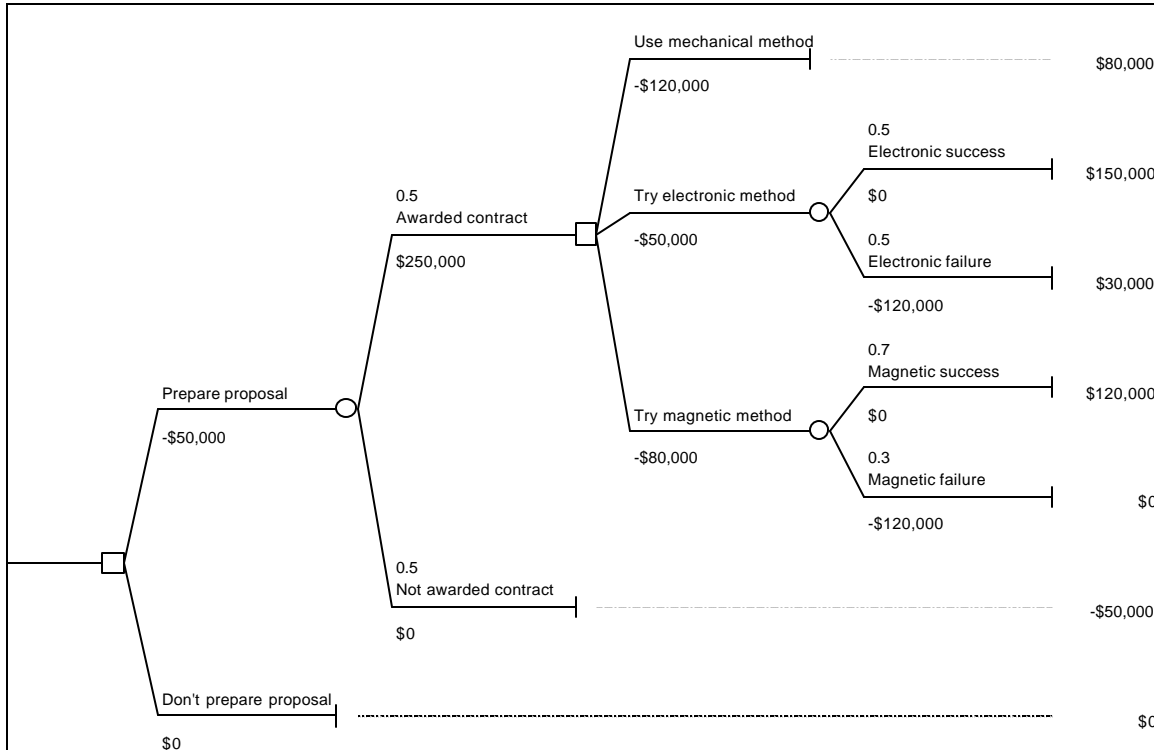 Use mechanical method
-$120,000
$80,000
0.5
Electronic success
$0
$150,000
Try electronic method
-$50,000
0.5
Electronic failure
-$120,000
$30,000
0.5
Awarded contract
$250,000
0.7
Magnetic success
$0
$120,000
Try magnetic method
-$80,000
0.3
Magnetic failure
-$120,000
$0
Prepare proposal
-$50,000
0.5
Not awarded contract
$0
-$50,000
Don't prepare proposal
$0
$0